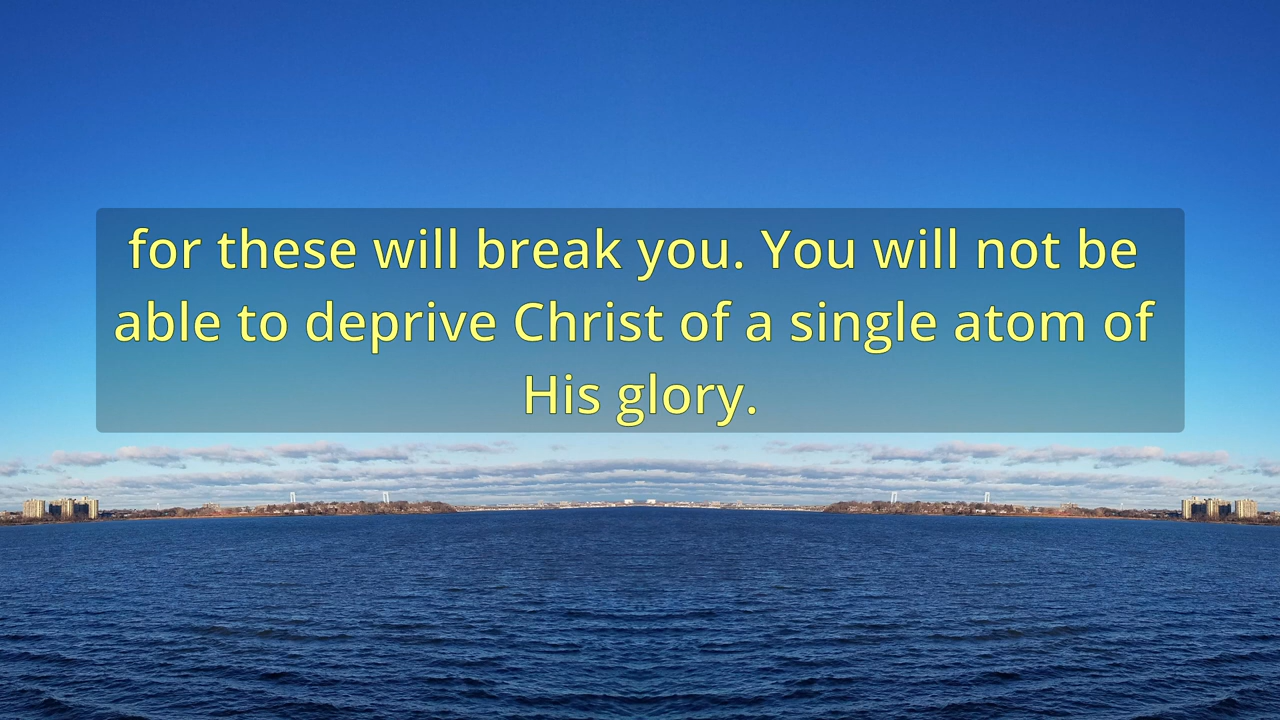 for these will break you. You will not be
able to deprive Christ of a single atom of
His glory.